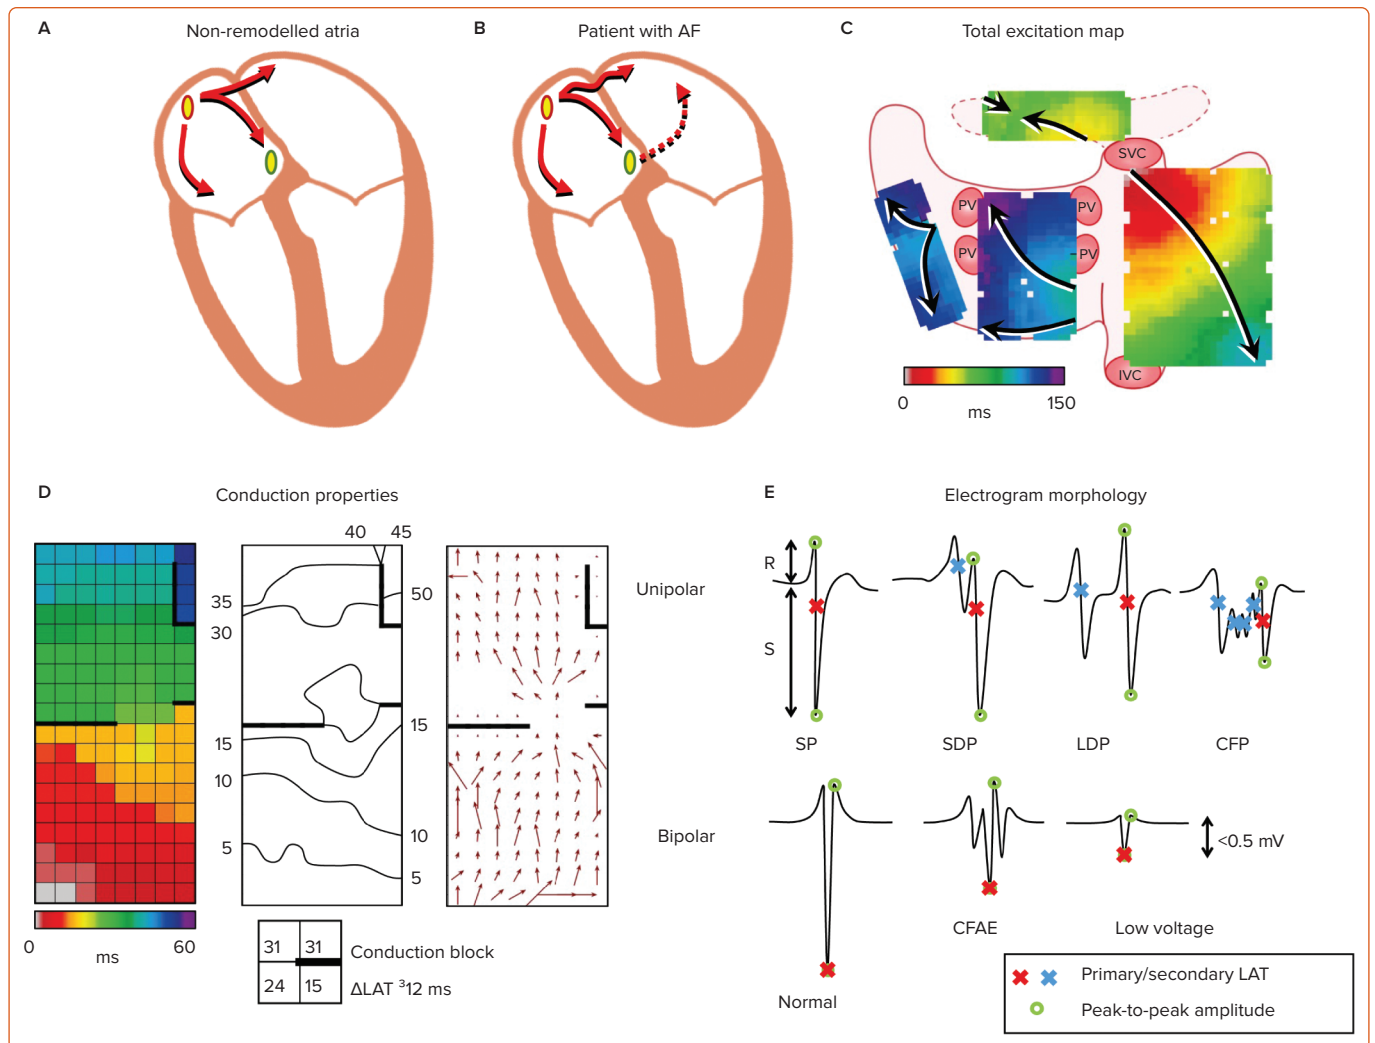 A
Non-remodelled atria
B
Patient with AF
C
Total excitation map
SVC
PV
PV
PV
PV
IVC
0
150
ms
D
Conduction properties
40 45
35
50
30
15
15
10
10
5
5
0
60
ms
31 31
24 15
Conduction block
ΔLAT ³12 ms
E
Electrogram morphology
Unipolar
R
S
SP
SDP
LDP
CFP
Bipolar
<0.5 mV
Normal
CFAE
Low voltage
Primary/secondary LAT
Peak-to-peak amplitude